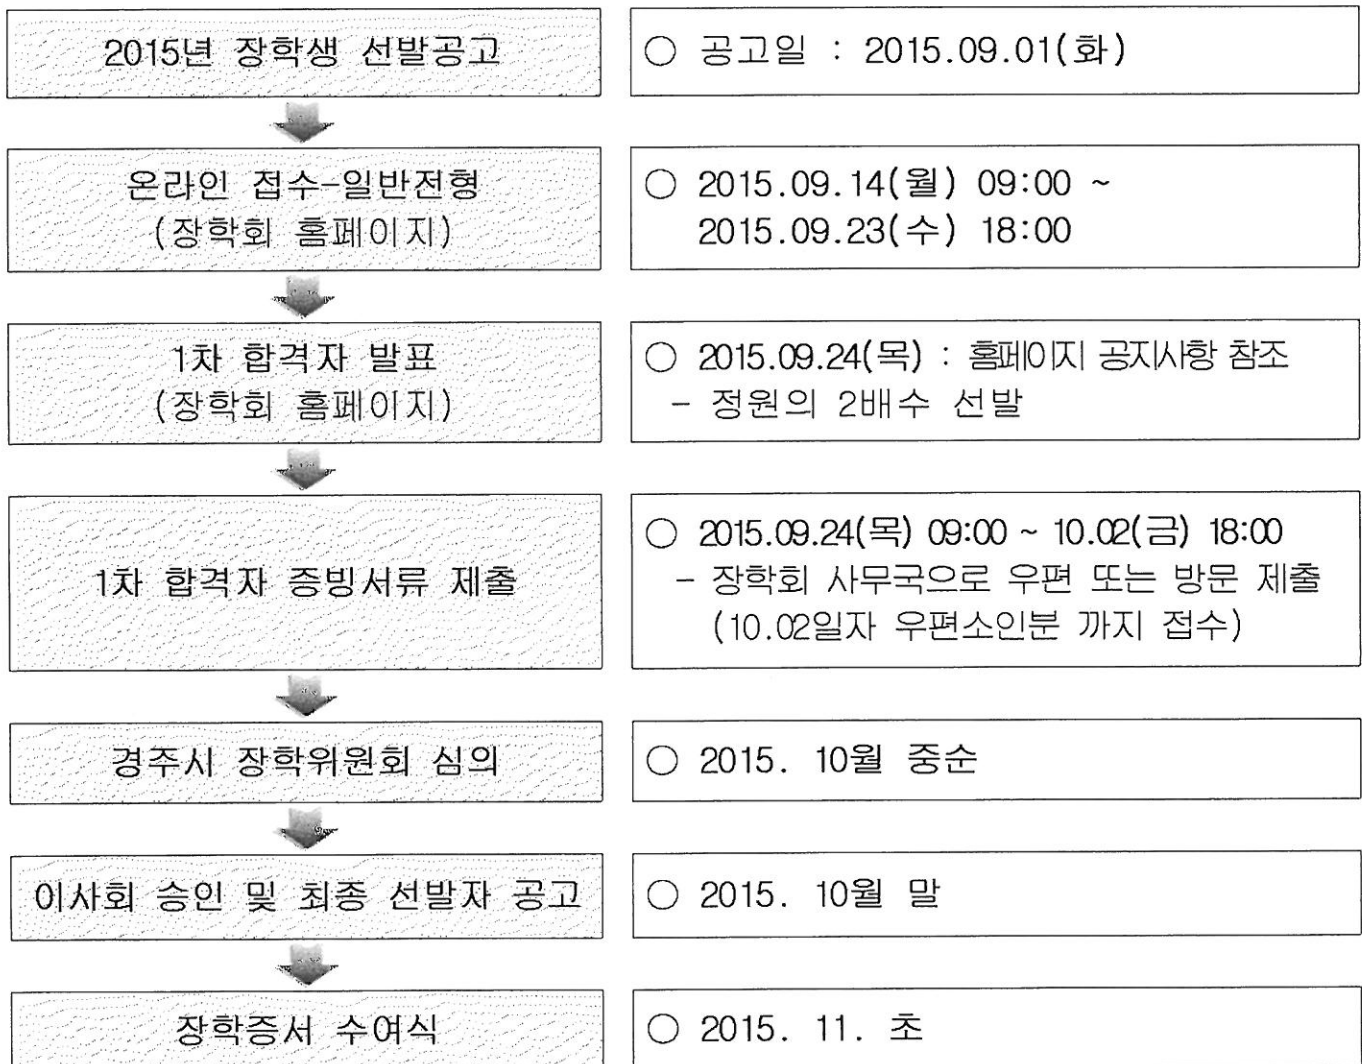 2015년 장학생 선발공고
○ 공고일 : 2015.09.01(화)
온라인 접수-일반전형
(장학회 홈페이지)
○ 2015.09.14(월) 09:00 ~
2015.09.23(수) 18:00
1차 합격자 발표
(장학회 홈페이지)
○ 2015.09.24(목) : 홈페이지 공지사항 참조
- 정원의 2배수 선발
1차 합격자 증빙서류 제출
○ 2015.09.24(목) 09:00 ~ 10.02(금) 18:00
- 장학회 사무국으로 우편 또는 방문 제출
(10.02일자 우편소인분 까지 접수)
경주시 장학위원회 심의
○ 2015. 10월 중순
이사회 승인 및 최종 선발자 공고
○ 2015. 10월 말
장학증서 수여식
○ 2015. 11. 초